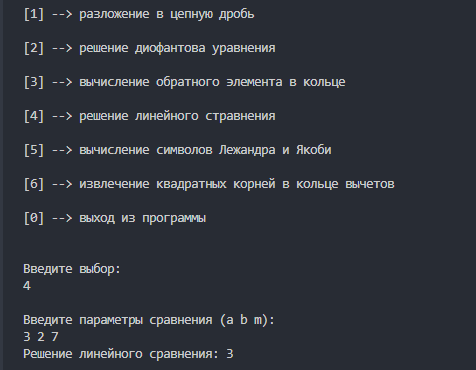 [1] --> разложение в цепную дробь
[2] --> решение диофантова уравнения
[3] --> вычисление обратного элемента в кольце
[4] --> решение линейного стравнения
[5] --> вычисление символов Лежандра и Якоби
[6] --> извлечение квадратных корней в кольце вычетов
[0] --> выход из программы
Введите выбор:
4
Введите параметры сравнения (a b m):
3 2 7
Решение линейного сравнения: 3